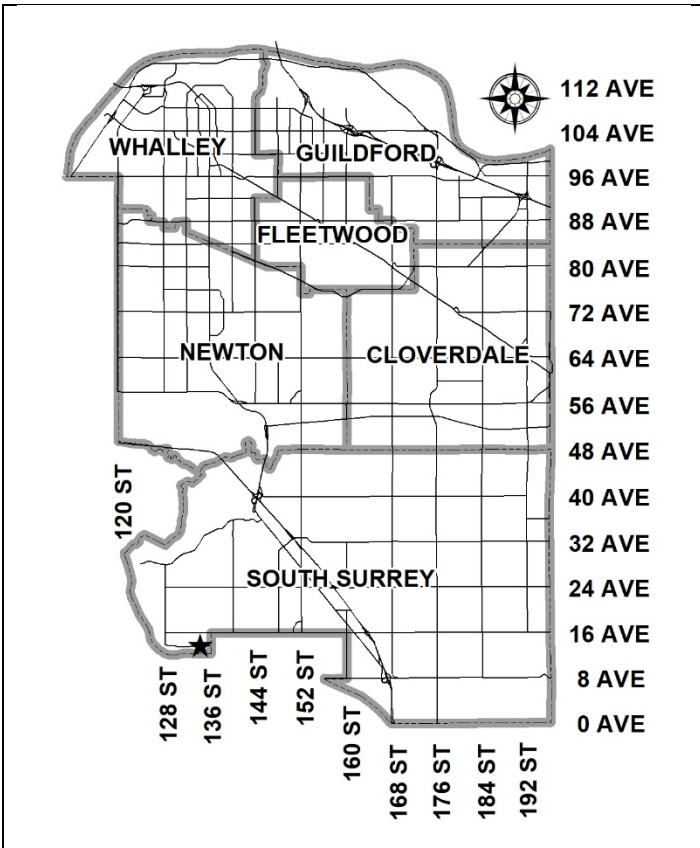 112 AVE
104 AVE
WHALLEY
GUILDFORD
96 AVE
88 AVE
FLEETWOOD
80 AVE
72 AVE
NEWTON
CLOVERDALE
64 AVE
56 AVE
48 AVE
120 ST
40 AVE
32 AVE
SOUTH SURREY
24 AVE
16 AVE
128 ST
136 ST
144 ST
152 ST
160 ST
8 AVE
0 AVE
168 ST
176 ST
184 ST
192 ST